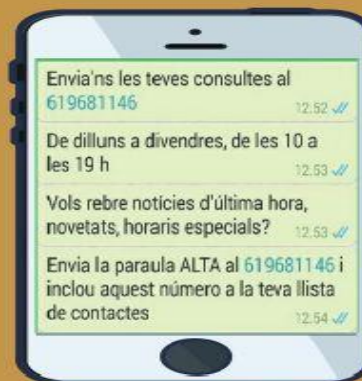 Envia'ns les teves consultes al
619681146
12.52
De dilluns a divendres, de les 10 a
les 19 h
12.53
Vols rebre notícies d'última hora,
novetats, horaris especials?
12.53
Envia la paraula ALTA al 619681146 i
inclou aquest número a la teva llista
de contactes
12.54